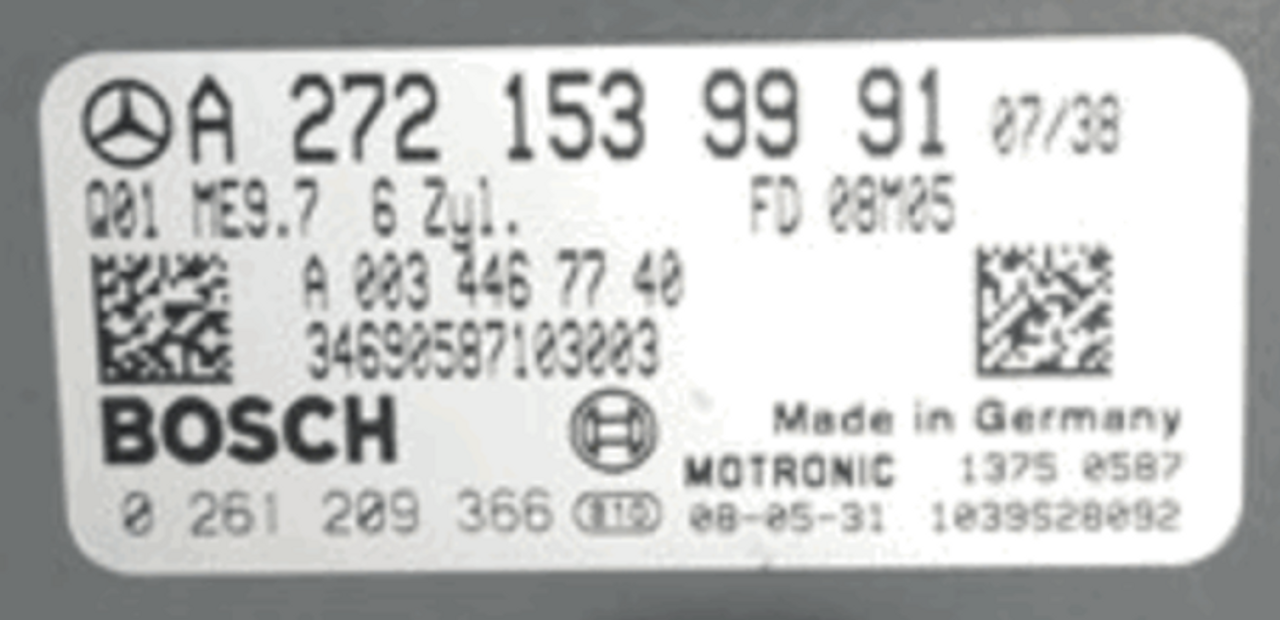 A 272 153 99 91 07/38
Q01 ME9.7 6 Zyl. FD 08M05
A 003 446 77 40
34690587103003
BOSCH
Made in Germany
MOTRONIC 1375 0587
0 261 209 366 BTO 08-05-31 1039S28092